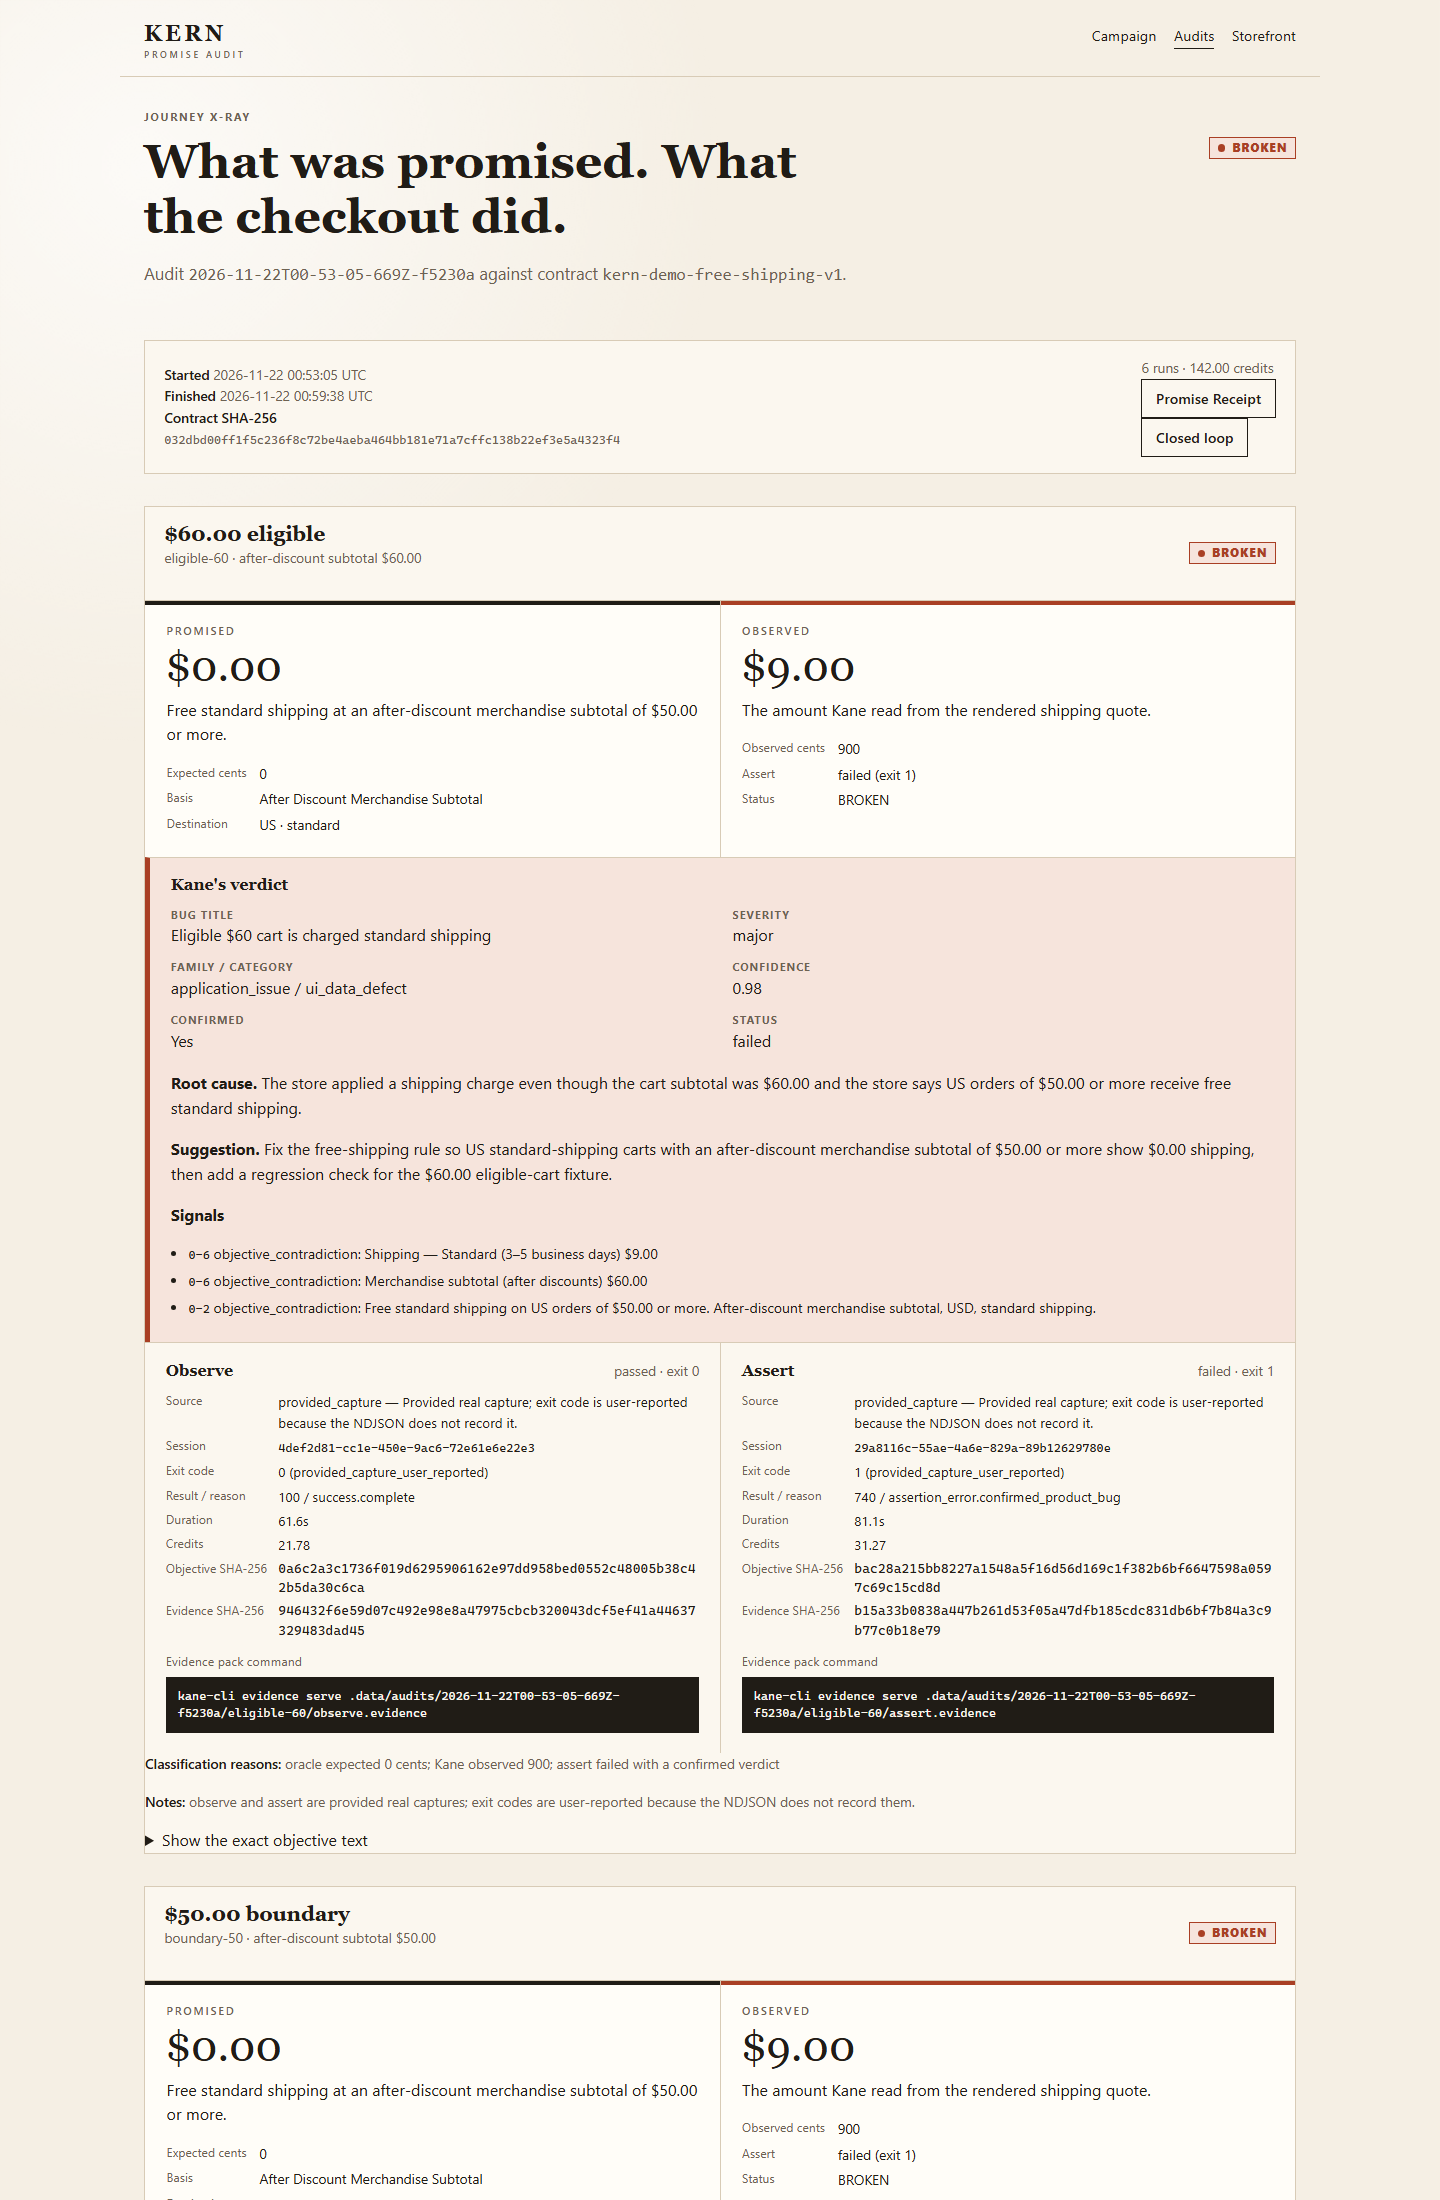 KERN
PROMISE AUDIT
Campaign Audits Storefront
JOURNEY X-RAY
What was promised. What
the checkout did.
BROKEN
Audit 2026-11-22T00-53-05-669Z-f5230a against contract kern-demo-free-shipping-v1.
Started 2026-11-22 00:53:05 UTC
Finished 2026-11-22 00:59:38 UTC
Contract SHA-256
032dbd00ff1f5c236f8c72be4aeba464bb181e71a7cffc138b22ef3e5a4323f4
6 runs · 142.00 credits
Promise Receipt
Closed loop
$60.00 eligible
eligible-60 · after-discount subtotal $60.00
BROKEN
PROMISED
$0.00
Free standard shipping at an after-discount merchandise subtotal of $50.00
or more.
Expected cents 0
Basis After Discount Merchandise Subtotal
Destination US · standard
OBSERVED
$9.00
The amount Kane read from the rendered shipping quote.
Observed cents 900
Assert failed (exit 1)
Status BROKEN
Kane's verdict
BUG TITLE
Eligible $60 cart is charged standard shipping
SEVERITY
major
FAMILY / CATEGORY
application_issue / ui_data_defect
CONFIDENCE
0.98
CONFIRMED
Yes
STATUS
failed
Root cause. The store applied a shipping charge even though the cart subtotal was $60.00 and the store says US orders of $50.00 or more receive free
standard shipping.
Suggestion. Fix the free-shipping rule so US standard-shipping carts with an after-discount merchandise subtotal of $50.00 or more show $0.00 shipping,
then add a regression check for the $60.00 eligible-cart fixture.
Signals
• 0-6 objective_contradiction: Shipping — Standard (3–5 business days) $9.00
• 0-6 objective_contradiction: Merchandise subtotal (after discounts) $60.00
• 0-2 objective_contradiction: Free standard shipping on US orders of $50.00 or more. After-discount merchandise subtotal, USD, standard shipping.
Observe passed · exit 0
Source provided_capture — Provided real capture; exit code is user-reported
because the NDJSON does not record it.
Session 4def2d81-cc1e-450e-9ac6-72e61e6e22e3
Exit code 0 (provided_capture_user_reported)
Result / reason 100 / success.complete
Duration 61.6s
Credits 21.78
Objective SHA-256 0a6c2a3c1736f019d6295906162e97dd958bed0552c48005b38c4
2b5da30c6ca
Evidence SHA-256 946432f6e59d07c492e98e8a47975cbcb320043dcf5ef41a44637
329483dad45
Evidence pack command
kane-cli evidence serve .data/audits/2026-11-22T00-53-05-669Z-
f5230a/eligible-60/observe.evidence
Assert failed · exit 1
Source provided_capture — Provided real capture; exit code is user-reported
because the NDJSON does not record it.
Session 29a8116c-55ae-4a6e-829a-89b12629780e
Exit code 1 (provided_capture_user_reported)
Result / reason 740 / assertion_error.confirmed_product_bug
Duration 81.1s
Credits 31.27
Objective SHA-256 bac28a215bb8227a1548a5f16d56d169c1f382b6bf6647598a059
7c69c15cd8d
Evidence SHA-256 b15a33b0838a447b261d53f05a47dfb185cdc831db6bf7b84a3c9
b77c0b18e79
Evidence pack command
kane-cli evidence serve .data/audits/2026-11-22T00-53-05-669Z-
f5230a/eligible-60/assert.evidence
Classification reasons: oracle expected 0 cents; Kane observed 900; assert failed with a confirmed verdict
Notes: observe and assert are provided real captures; exit codes are user-reported because the NDJSON does not record them.
▶ Show the exact objective text
$50.00 boundary
boundary-50 · after-discount subtotal $50.00
BROKEN
PROMISED
$0.00
Free standard shipping at an after-discount merchandise subtotal of $50.00
or more.
Expected cents 0
Basis After Discount Merchandise Subtotal
OBSERVED
$9.00
The amount Kane read from the rendered shipping quote.
Observed cents 900
Assert failed (exit 1)
Status BROKEN